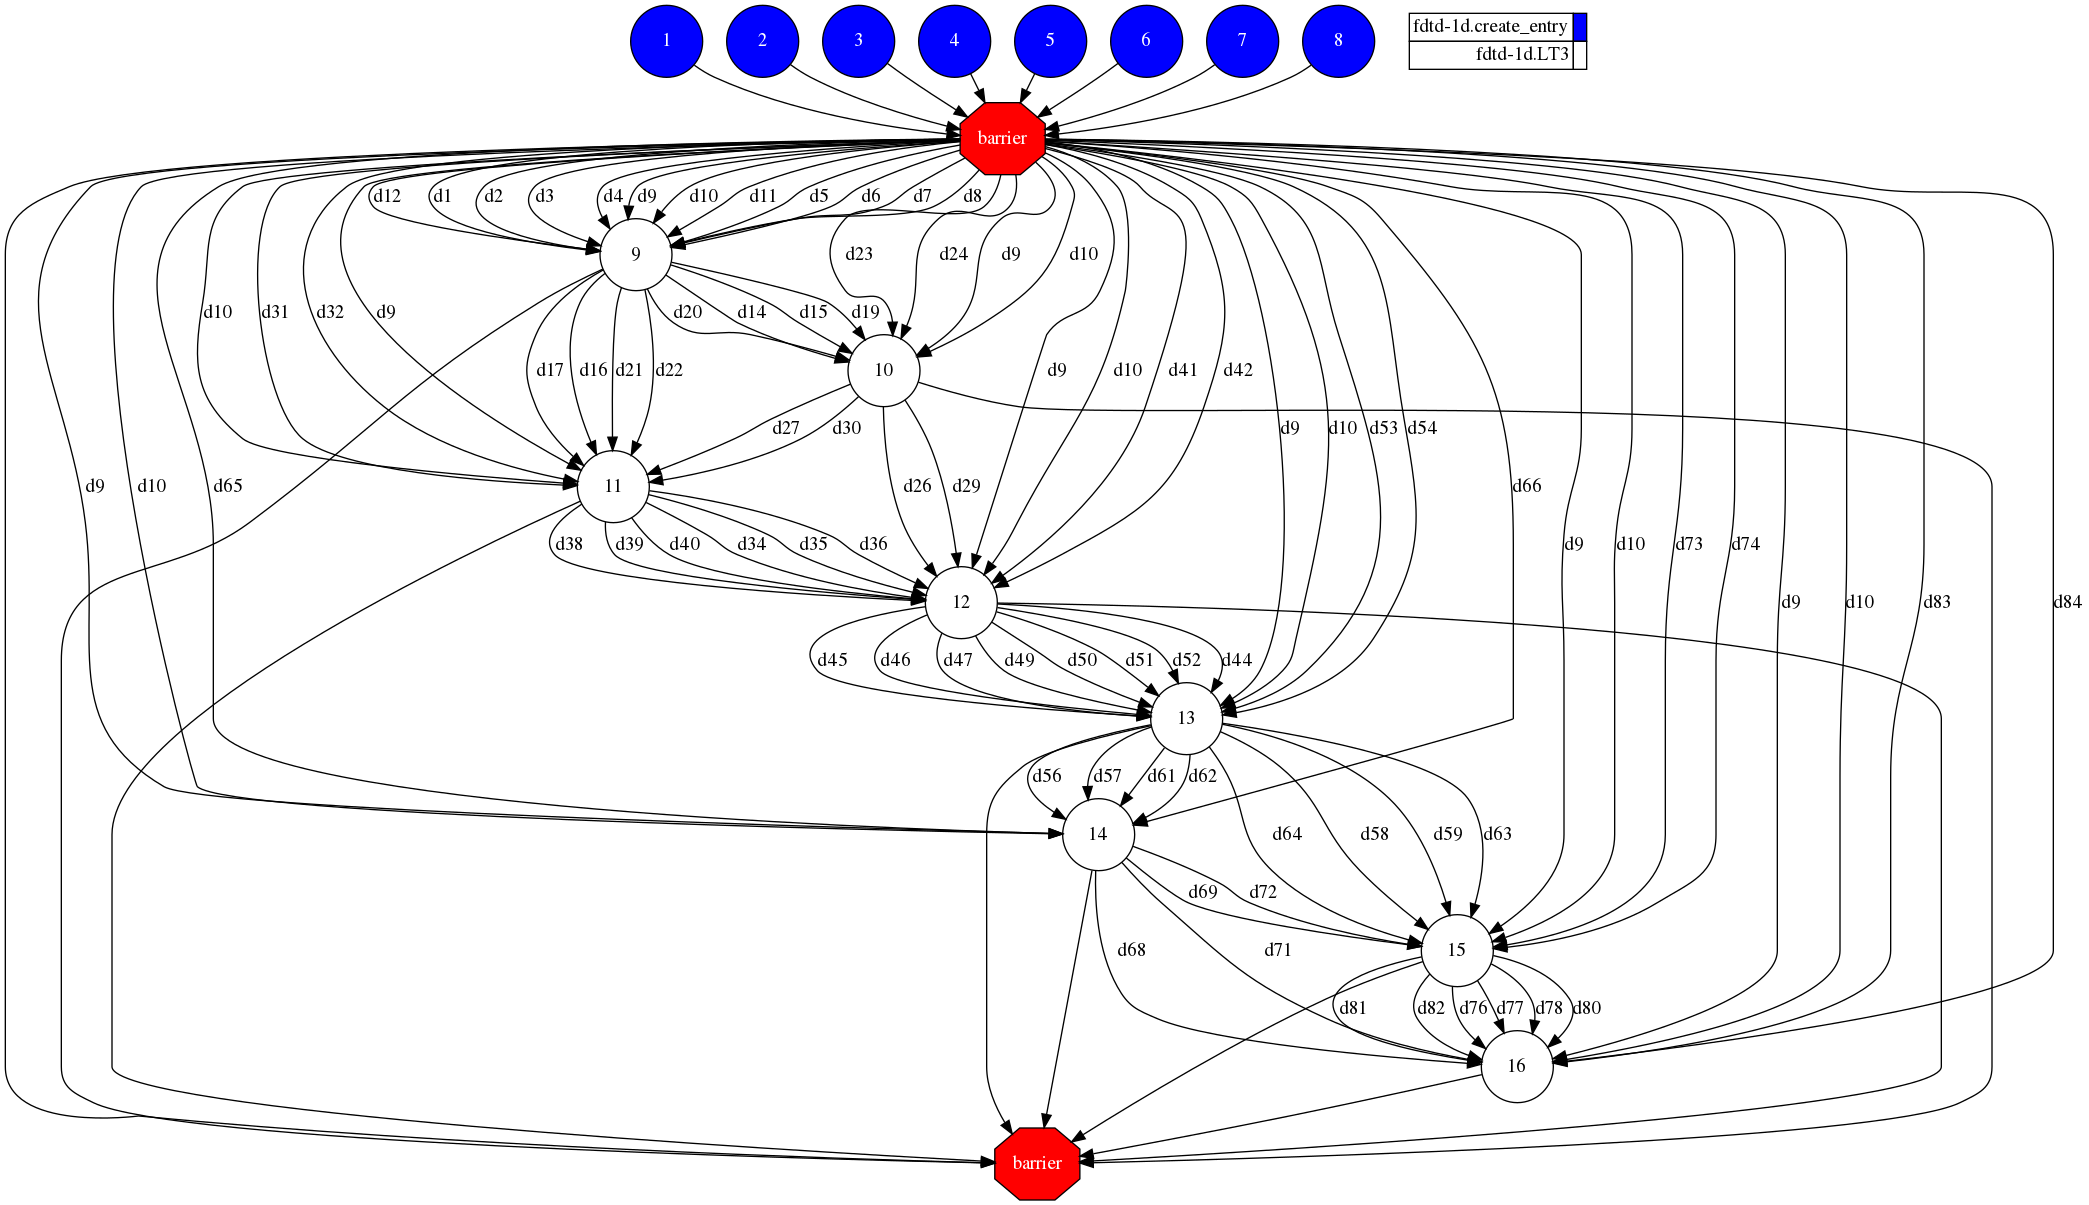 1 2 3 4 5 6 7 8
fdtd-1d.create_entry
fdtd-1d.LT3
barrier
d12 d1 d2 d3 d4 d9 d10 d11 d5 d6 d7 d8
9 d23 d24 d9 d10
d10 d31 d32 d9 d20 d14 d15 d19
d17 d16 d21 d22 10 d9 d10 d41 d42
d27 d30 d9 d10 d53 d54
d9 d10 d65 11 d26 d29 d66
d38 d39 d40 d34 d35 d36 d9 d10 d73 d74
12 d9 d10 d83 d84
d45 d46 d47 d49 d50 d51 d52 d44
13
d56 d57 d61 d62
14 d64 d58 d59 d63
d69 d72
d68 d71 15
d81 d82 d76 d77 d78 d80
16
barrier